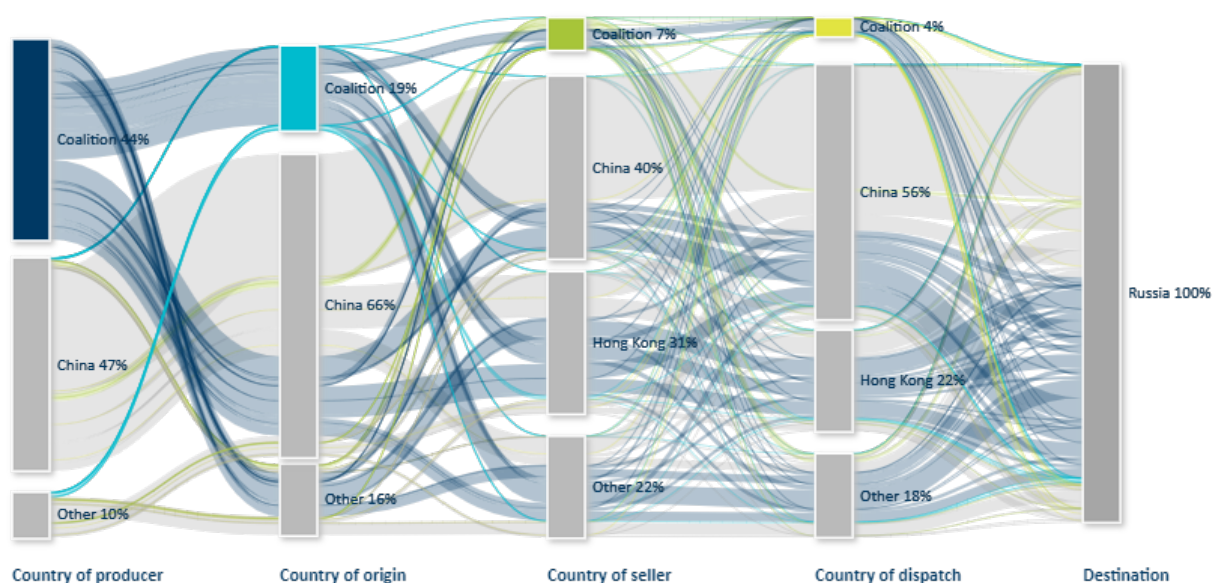 Coalition 44%
China 47%
Other 10%
Coalition 19%
China 66%
Other 16%
Coalition 7%
China 40%
Hong Kong 31%
Other 22%
Coalition 4%
China 56%
Hong Kong 22%
Other 18%
Russia 100%
Country of producer
Country of origin
Country of seller
Country of dispatch
Destination